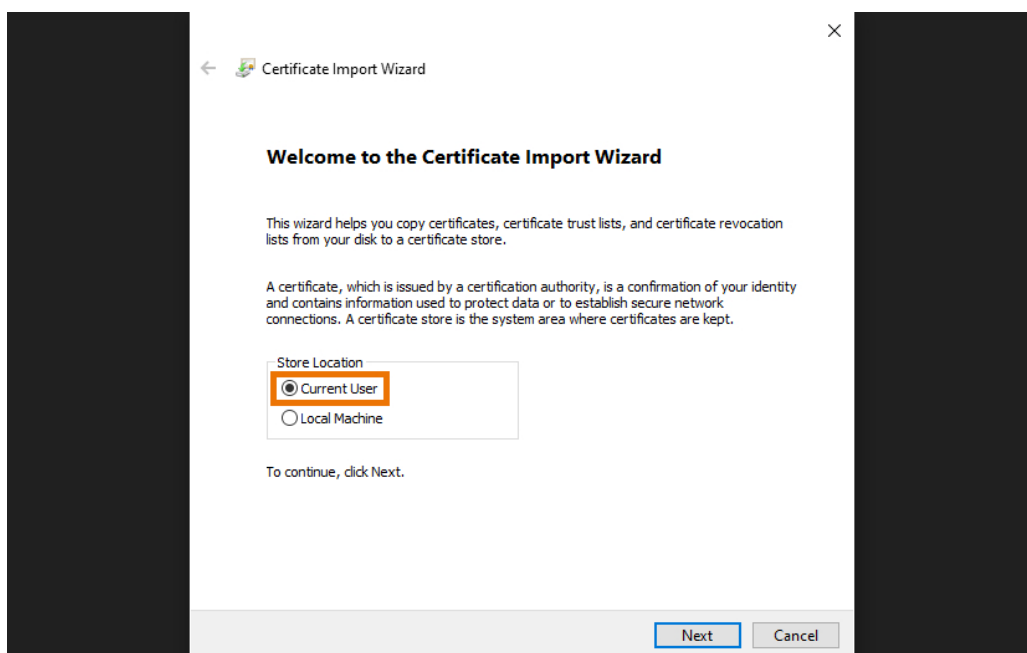 Certificate Import Wizard
Welcome to the Certificate Import Wizard
This wizard helps you copy certificates, certificate trust lists, and certificate revocation
lists from your disk to a certificate store.
A certificate, which is issued by a certification authority, is a confirmation of your identity
and contains information used to protect data or to establish secure network
connections. A certificate store is the system area where certificates are kept.
Store Location
Current User
Local Machine
To continue, click Next.
Next Cancel